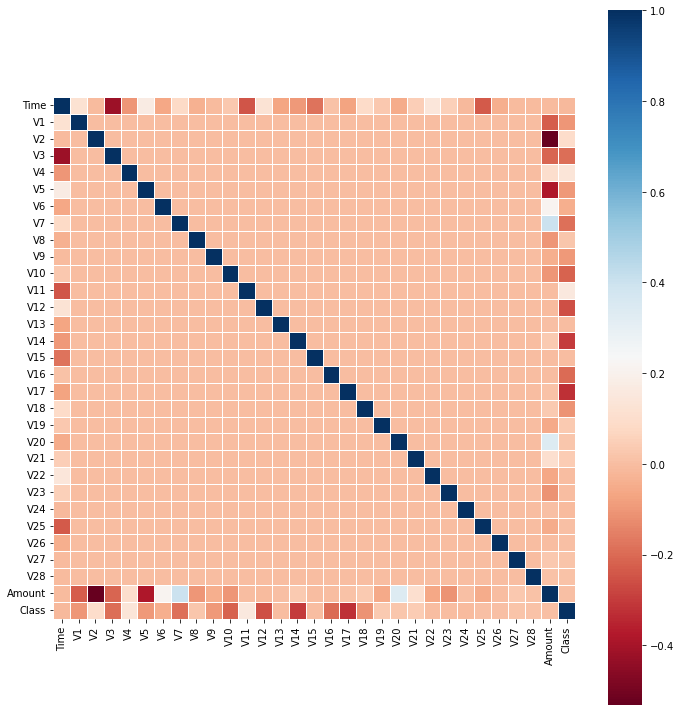 Time
V1
V2
V3
V4
V5
V6
V7
V8
V9
V10
V11
V12
V13
V14
V15
V16
V17
V18
V19
V20
V21
V22
V23
V24
V25
V26
V27
V28
Amount
Class
Time
V1
V2
V3
V4
V5
V6
V7
V8
V9
V10
V11
V12
V13
V14
V15
V16
V17
V18
V19
V20
V21
V22
V23
V24
V25
V26
V27
V28
Amount
Class
1.0
0.8
0.6
0.4
0.2
0.0
−0.2
−0.4